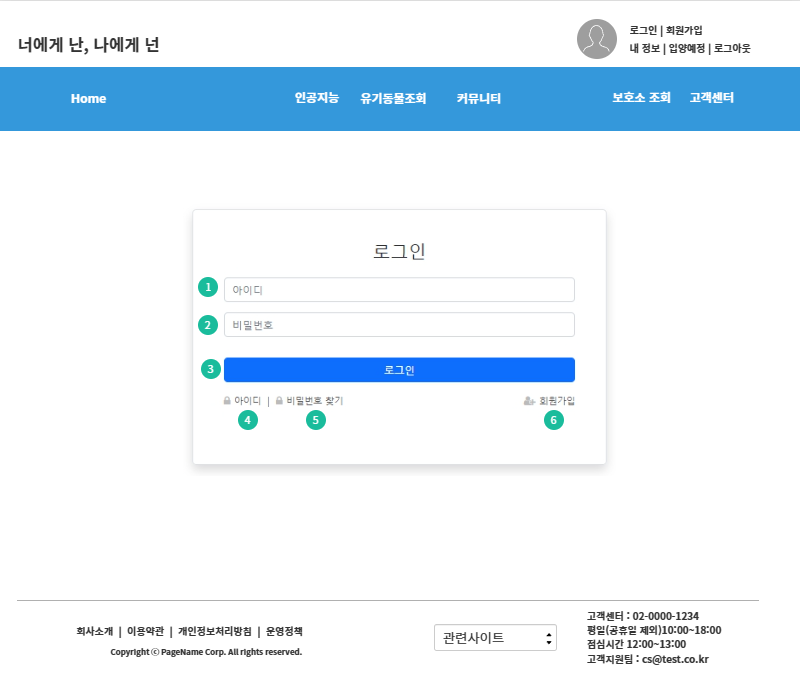 너에게 난, 나에게 넌
로그인 | 회원가입
내 정보 | 입양예정 | 로그아웃
Home 인공지능 유기동물조회 커뮤니티 보호소 조회 고객센터
로그인
1 아이디
2 비밀번호
3 로그인
아이디 | 비밀번호 찾기 회원가입
4 5 6
회사소개 | 이용약관 | 개인정보처리방침 | 운영정책
Copyright ⓒ PageName Corp. All rights reserved.
관련사이트
고객센터 : 02-0000-1234
평일(공휴일 제외)10:00~18:00
점심시간 12:00~13:00
고객지원팀 : cs@test.co.kr